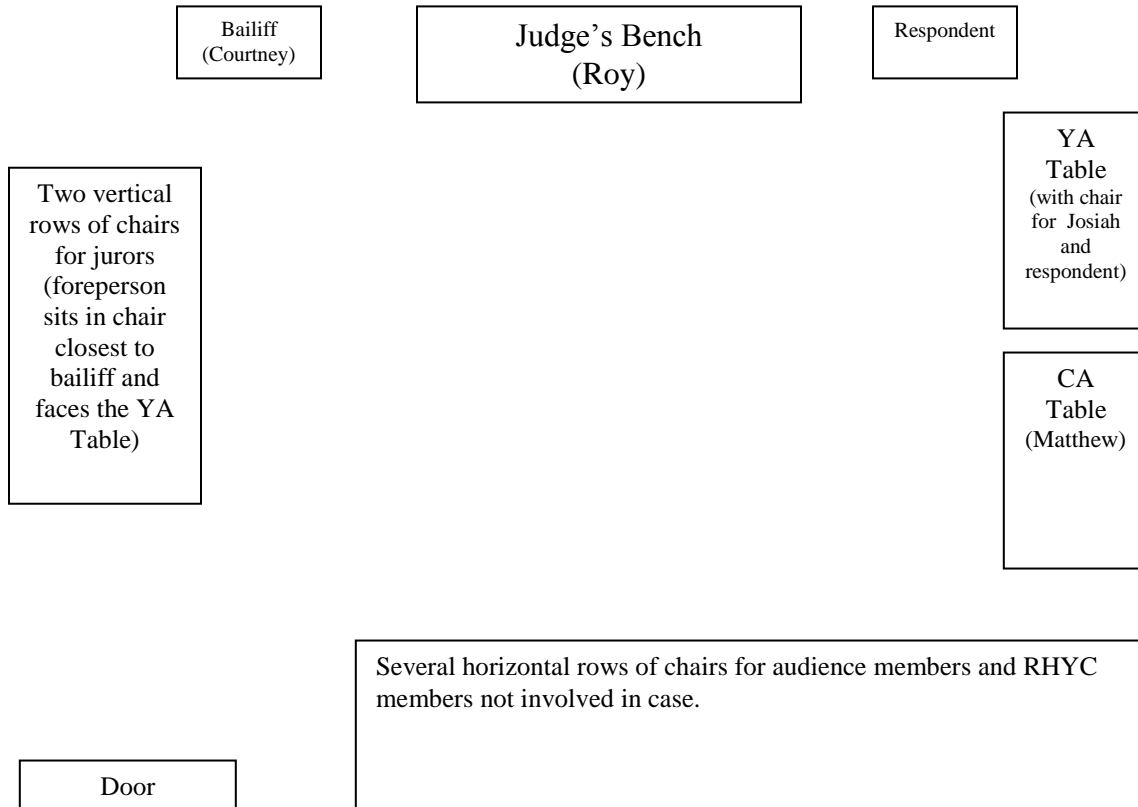 Bailiff
(Courtney)
Judge’s Bench
(Roy)
Respondent
YA
Table
(with chair
for Josiah
and
respondent)
Two vertical
rows of chairs
for jurors
(foreperson
sits in chair
closest to
bailiff and
faces the YA
Table)
CA
Table
(Matthew)
Several horizontal rows of chairs for audience members and RHYC
members not involved in case.
Door